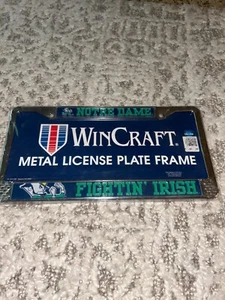 NOTRE DAME
WINCRAFT®
METAL LICENSE PLATE FRAME
FIGHTIN' IRISH